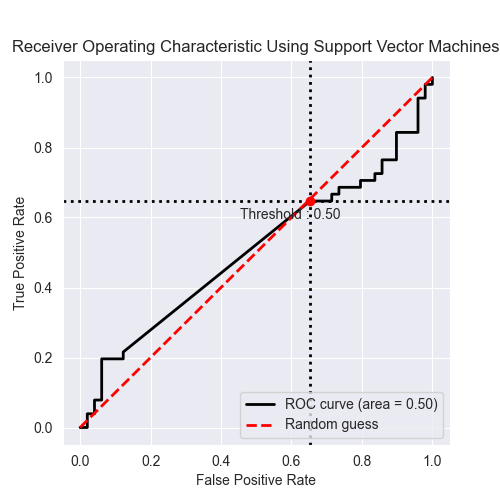 Receiver Operating Characteristic Using Support Vector Machines
1.0
0.8
0.6
0.4
0.2
0.0
True Positive Rate
Threshold : 0.50
ROC curve (area = 0.50)
Random guess
0.0 0.2 0.4 0.6 0.8 1.0
False Positive Rate